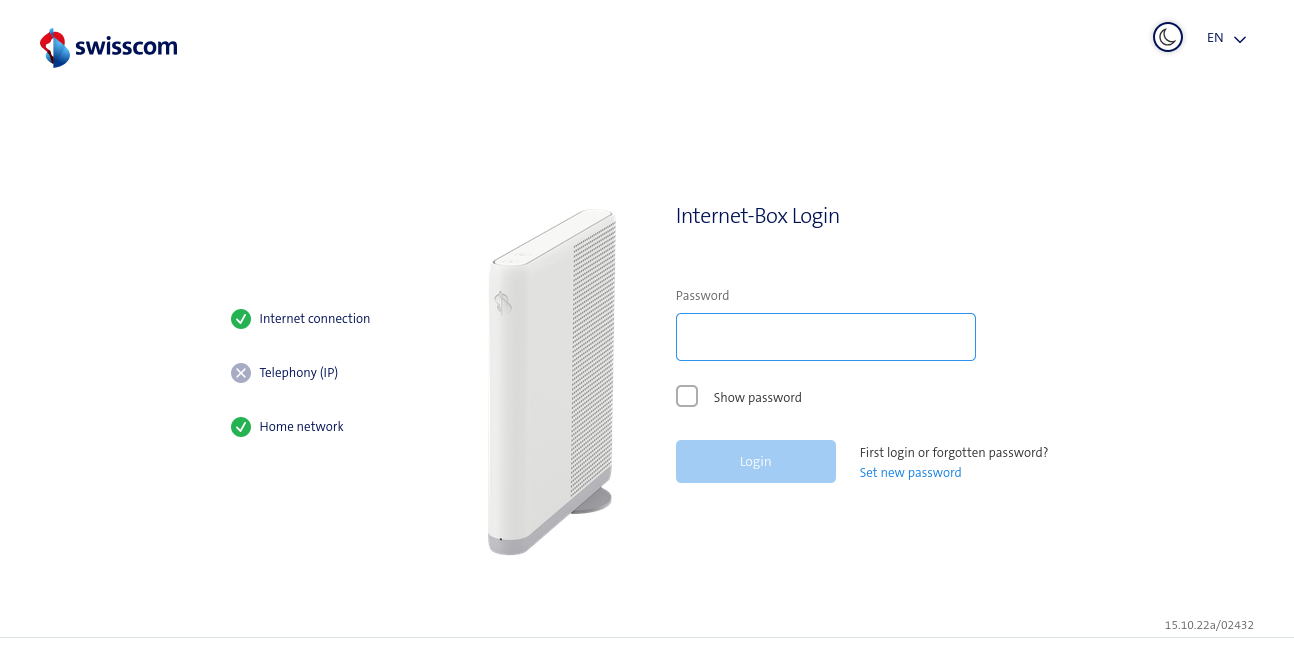 swisscom
EN
Internet-Box Login
Password
Internet connection
Telephony (IP)
Show password
Home network
Login
First login or forgotten password?
Set new password
15.10.22a/02432